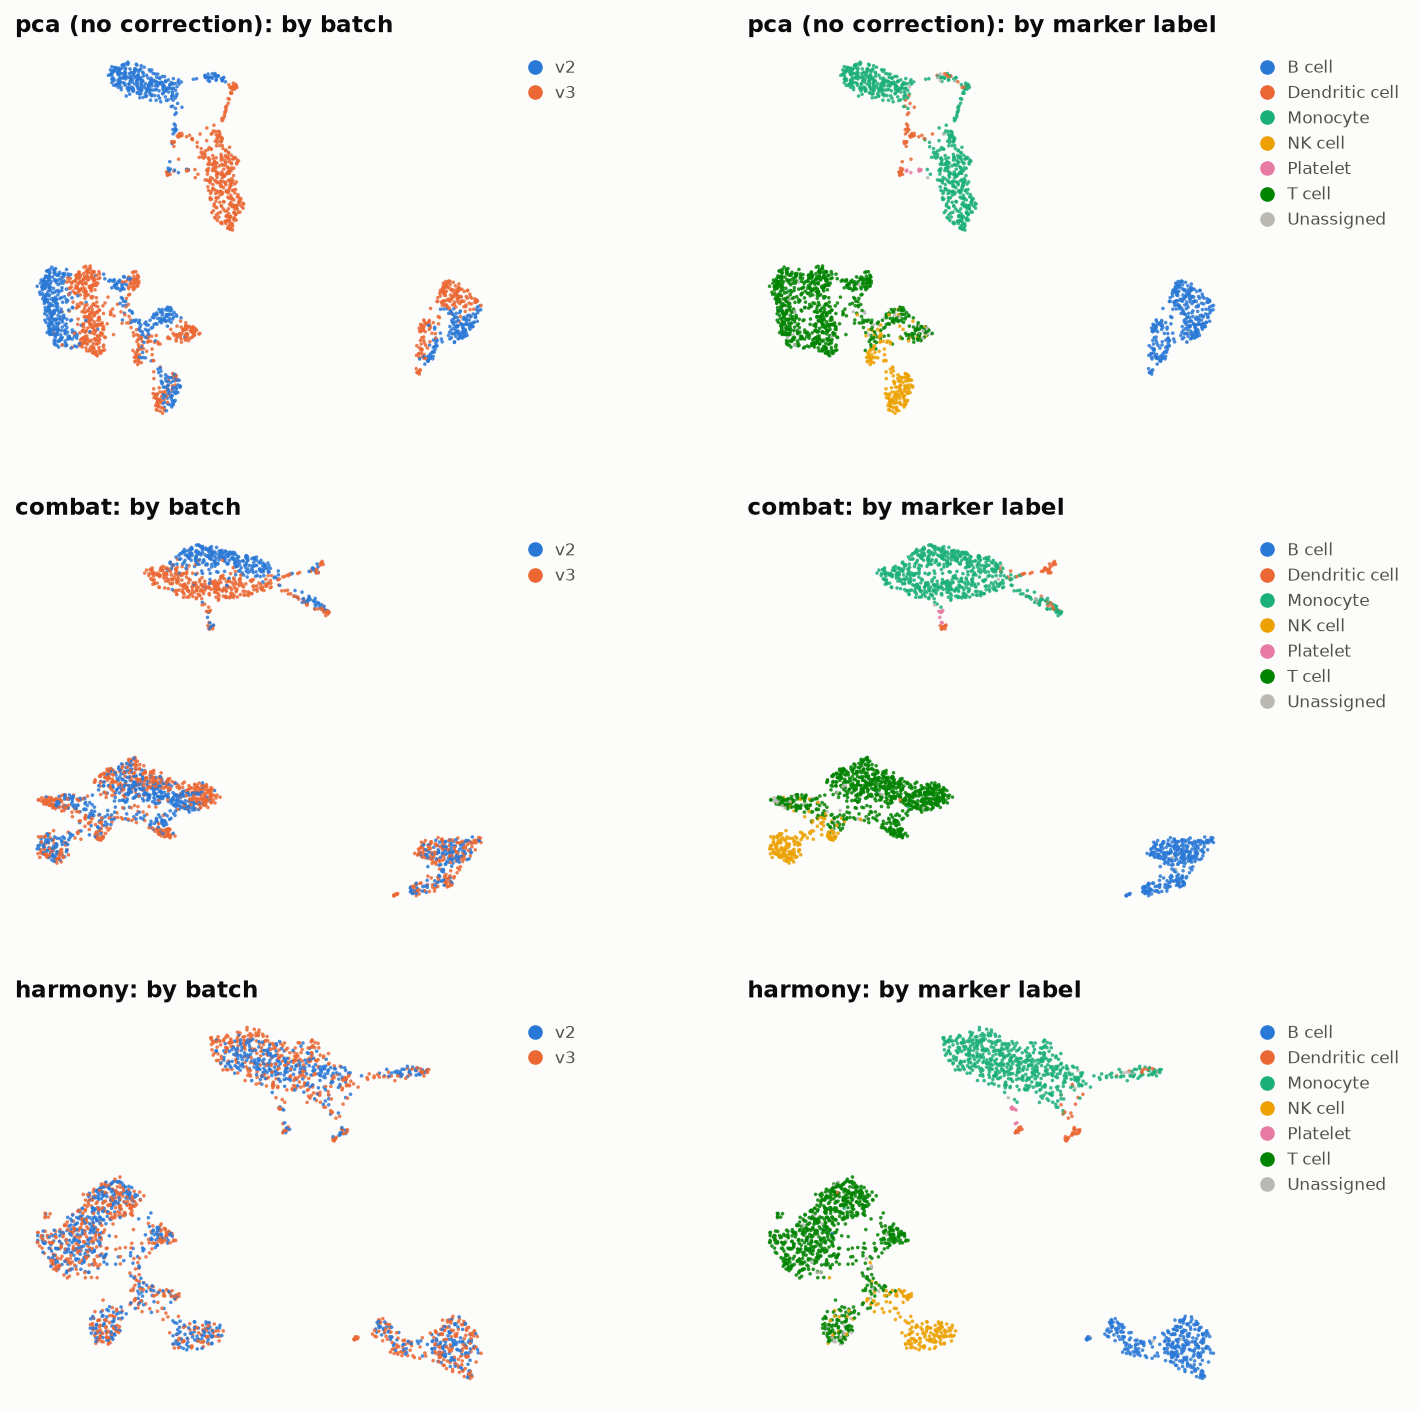 pca (no correction): by batch
v2
v3
pca (no correction): by marker label
B cell
Dendritic cell
Monocyte
NK cell
Platelet
T cell
Unassigned
combat: by batch
v2
v3
combat: by marker label
B cell
Dendritic cell
Monocyte
NK cell
Platelet
T cell
Unassigned
harmony: by batch
v2
v3
harmony: by marker label
B cell
Dendritic cell
Monocyte
NK cell
Platelet
T cell
Unassigned